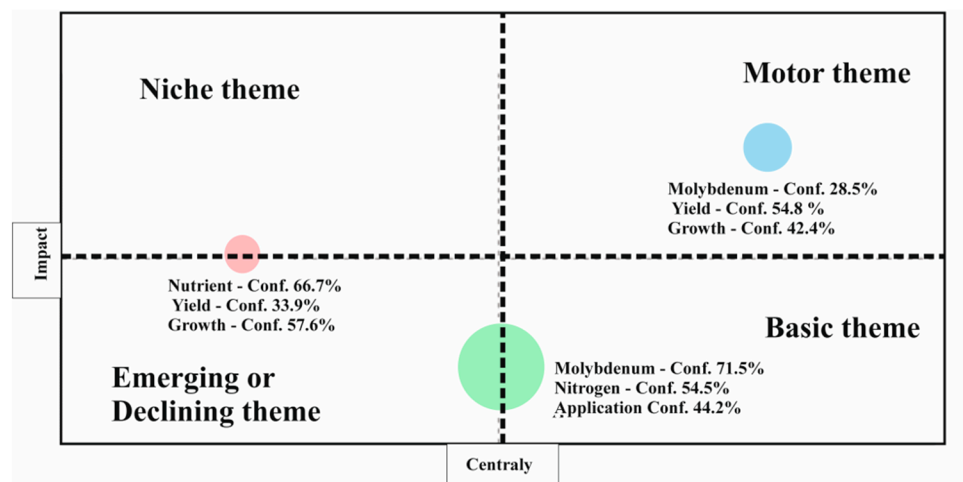 Niche theme
Motor theme
Molybdenum - Conf. 28.5%
Yield - Conf. 54.8 %
Growth - Conf. 42.4%
Impact
Nutrient - Conf. 66.7%
Yield - Conf. 33.9%
Growth - Conf. 57.6%
Basic theme
Emerging or
Declining theme
Molybdenum - Conf. 71.5%
Nitrogen - Conf. 54.5%
Application Conf. 44.2%
Centraly